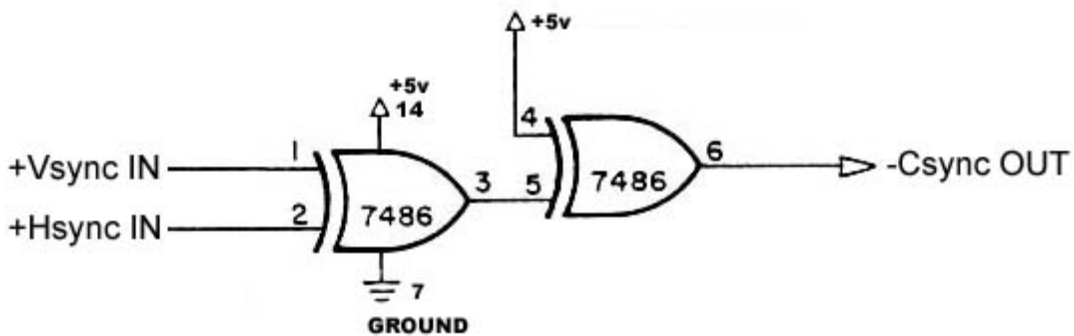 +5v
+5v
14
4
1
+Vsync IN
6
-Csync OUT
3
5
7486
2
7486
+Hsync IN
7
GROUND